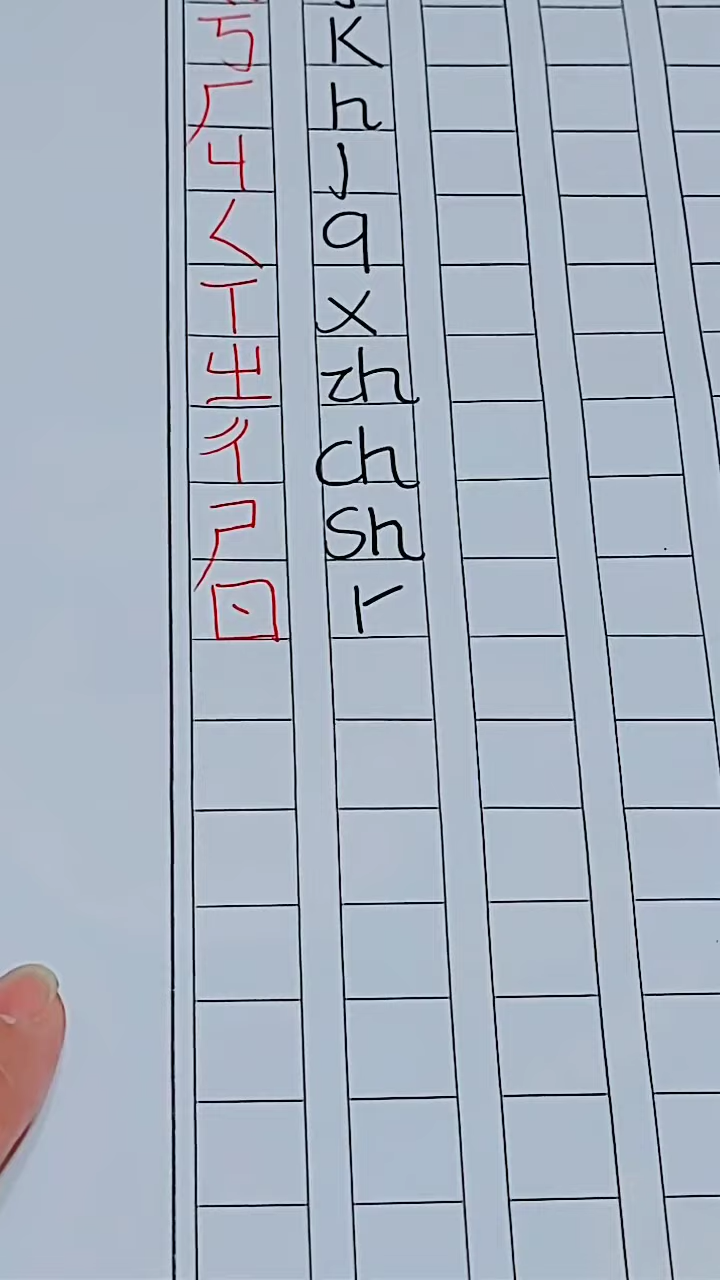 ㄎ k
ㄏ h
ㄐ j
ㄑ q
ㄒ x
ㄓ zh
ㄔ ch
ㄕ sh
ㄖ r